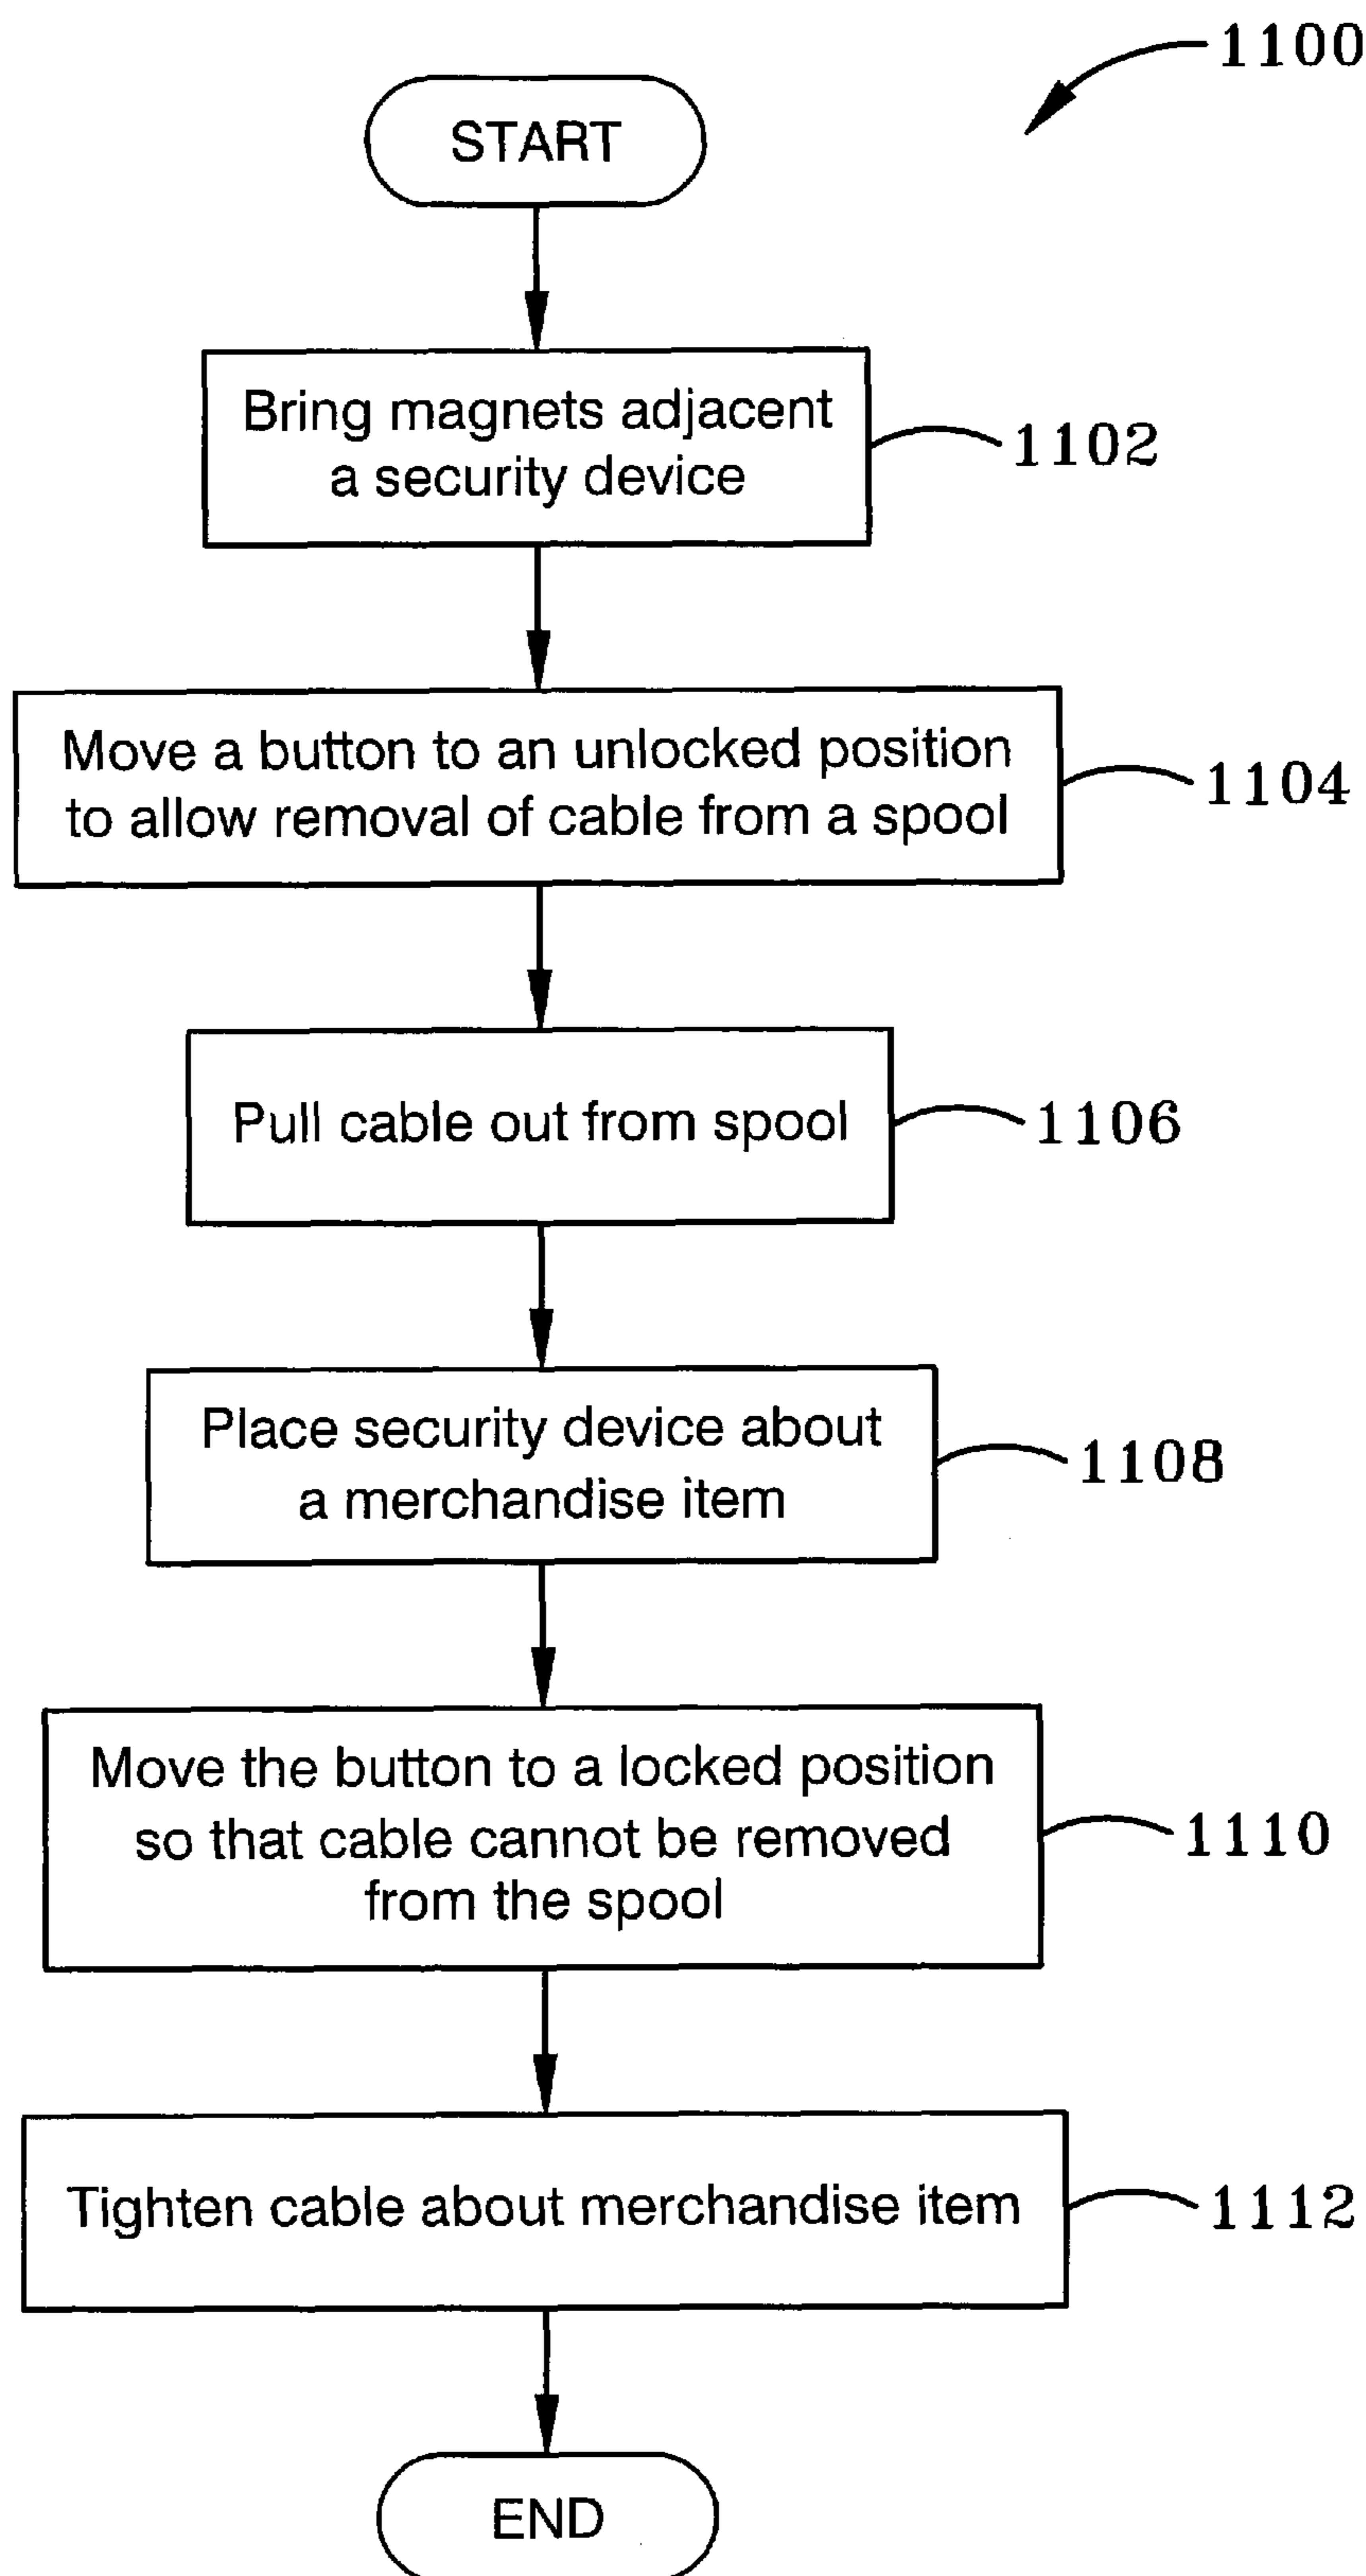 1100
START
Bring magnets adjacent
a security device
1102
Move a button to an unlocked position
to allow removal of cable from a spool
1104
Pull cable out from spool
1106
Place security device about
a merchandise item
1108
Move the button to a locked position
so that cable cannot be removed
from the spool
1110
Tighten cable about merchandise item
1112
END